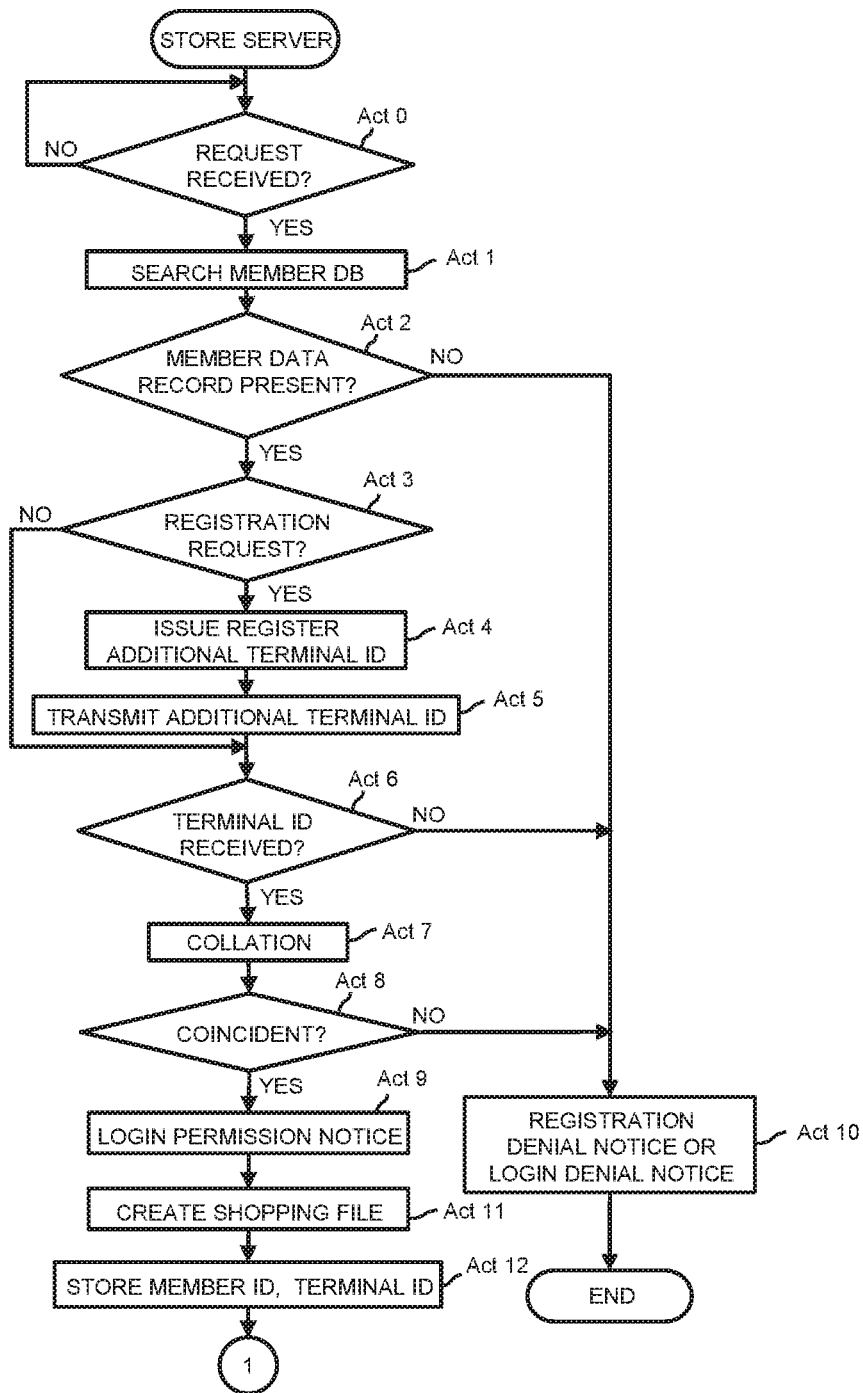 STORE SERVER
Act 0
NO
REQUEST
RECEIVED?
YES
SEARCH MEMBER DB
Act 1
Act 2
MEMBER DATA
RECORD PRESENT?
NO
YES
Act 3
NO
REGISTRATION
REQUEST?
YES
ISSUE REGISTER
ADDITIONAL TERMINAL ID
Act 4
TRANSMIT ADDITIONAL TERMINAL ID
Act 5
Act 6
TERMINAL ID
RECEIVED?
NO
YES
COLLATION
Act 7
Act 8
COINCIDENT?
NO
YES
Act 9
LOGIN PERMISSION NOTICE
REGISTRATION
DENIAL NOTICE OR
LOGIN DENIAL NOTICE
Act 10
CREATE SHOPPING FILE
Act 11
STORE MEMBER ID, TERMINAL ID
Act 12
END
1